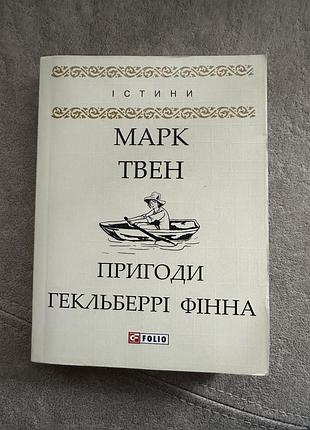 ІСТИНИ
МАРК
ТВЕН
ПРИГОДИ
ГЕКЛЬБЕРРІ ФІННА
FOLIO